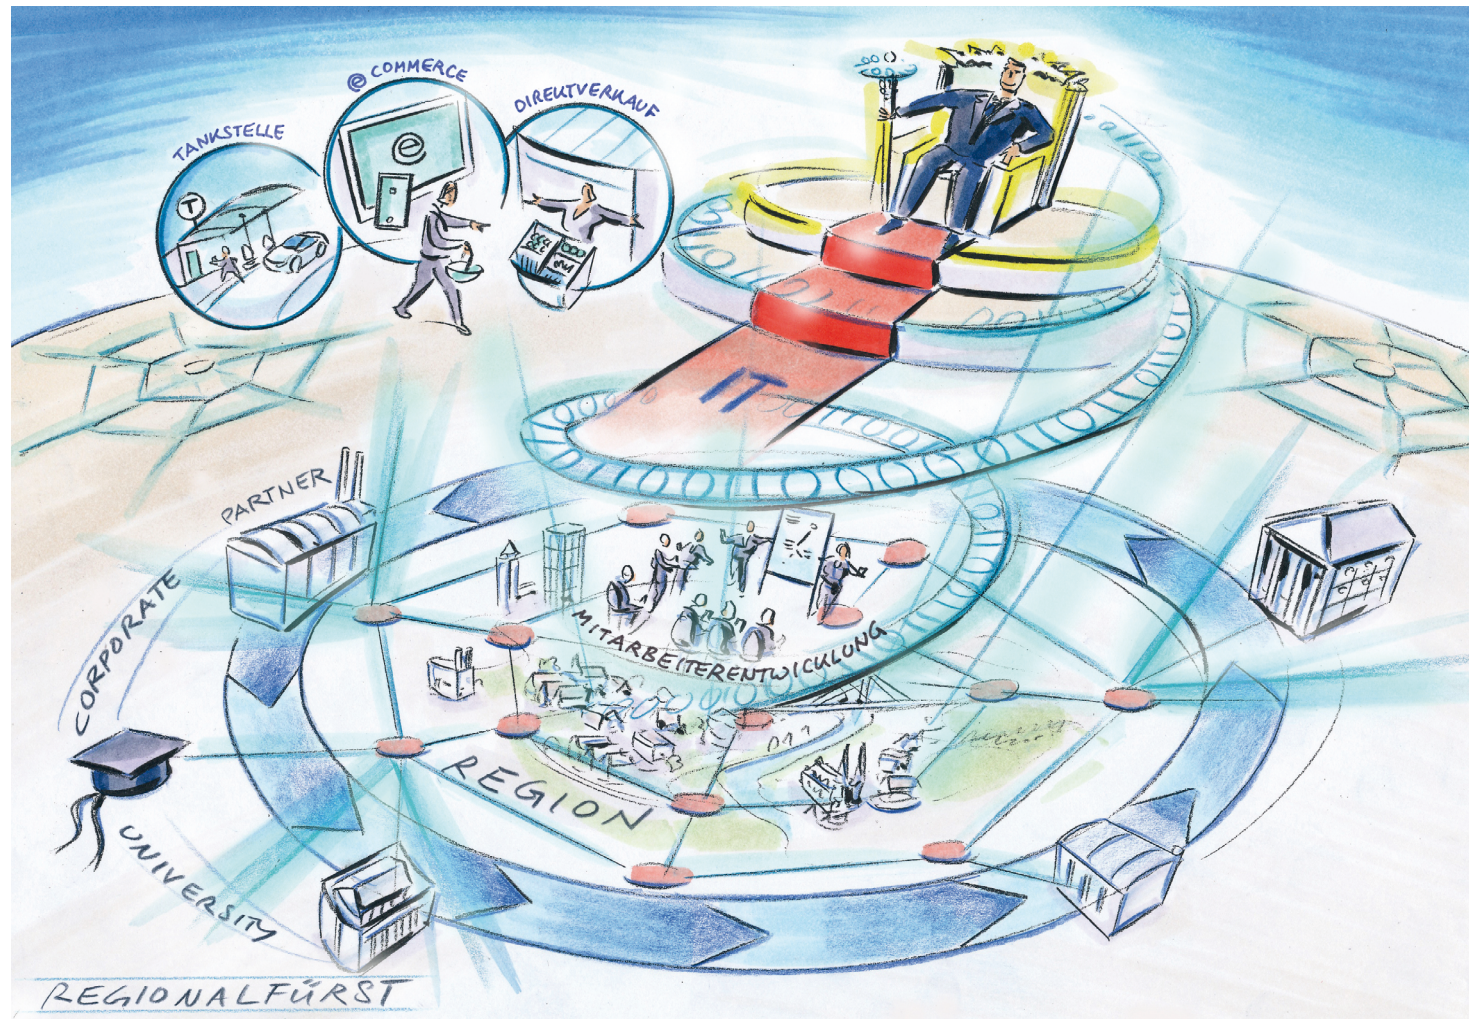 @ COMMERCE
DIREKTVERKAUF
TANKSTELLE
T
e
IT
PARTNER
CORPORATE
MITARBEITERENTWICKLUNG
REGION
UNIVERSITY
REGIONALFÜRST